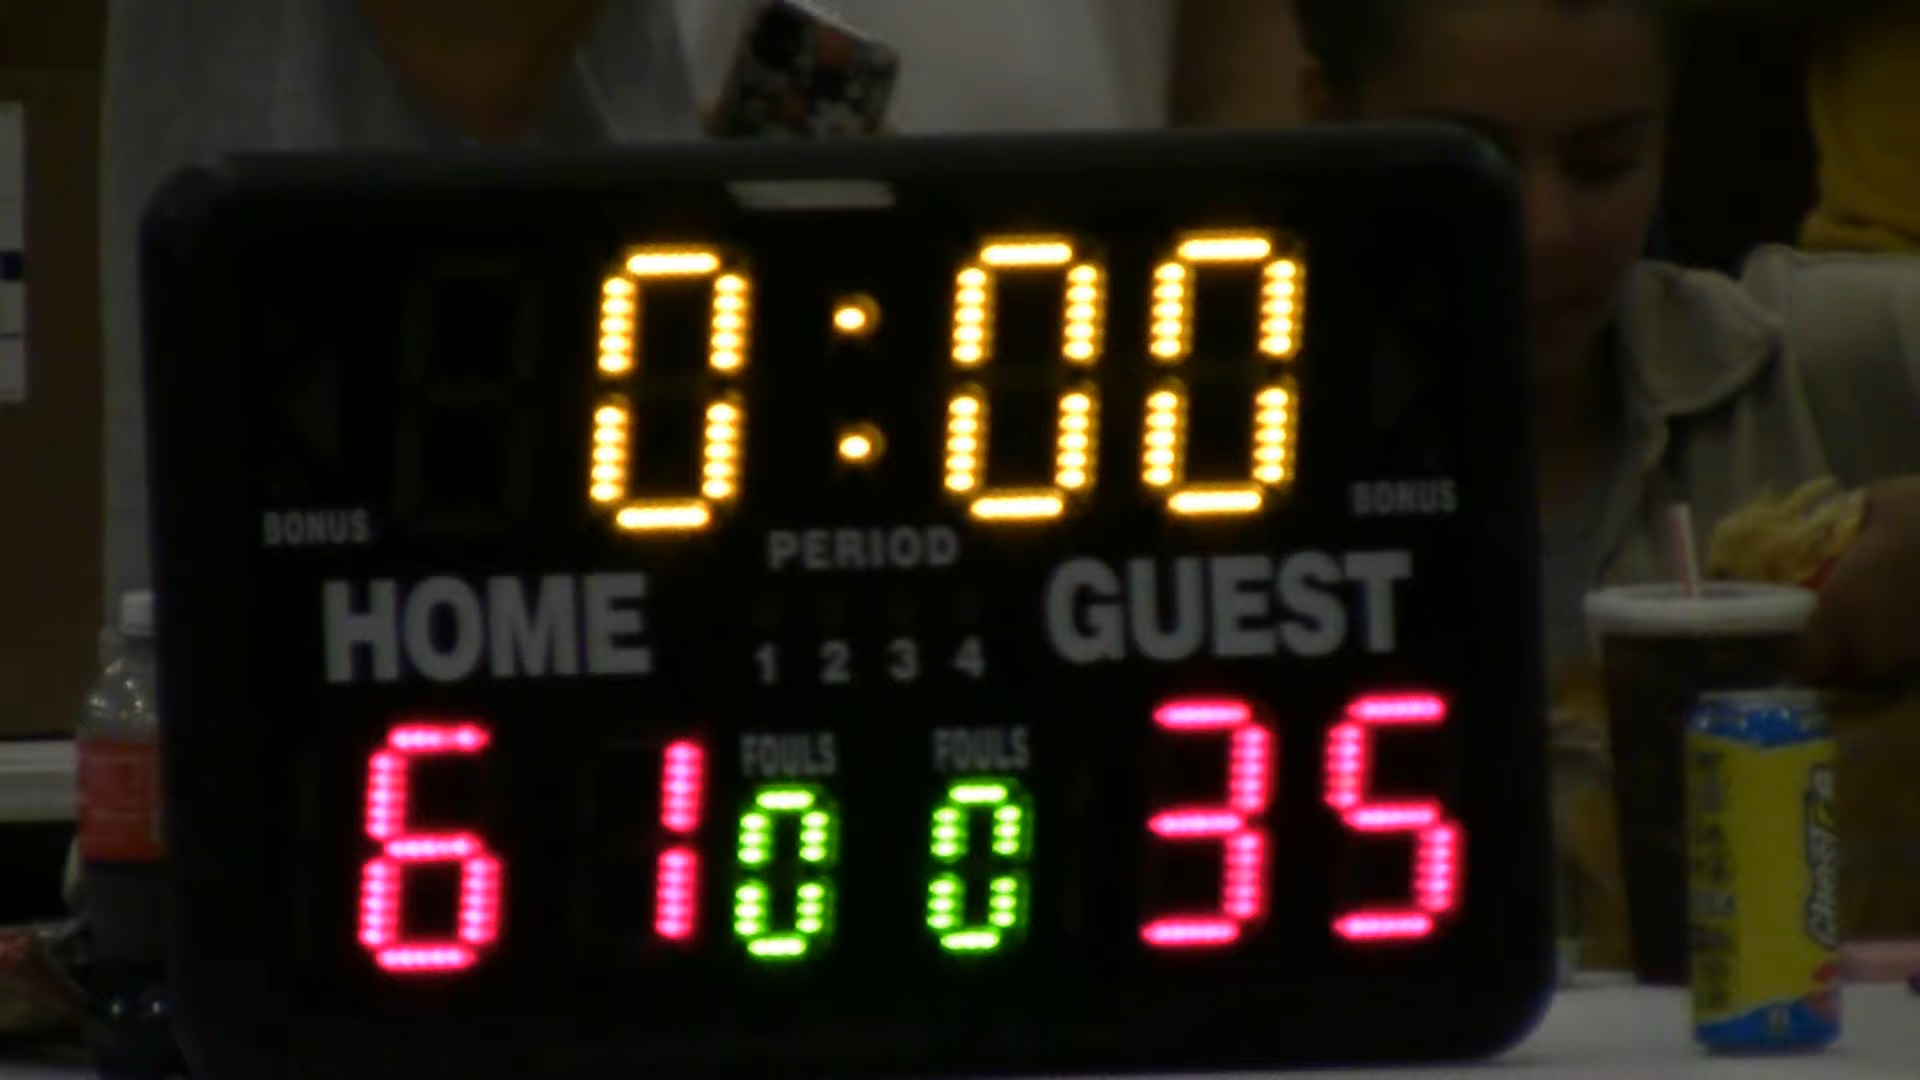 0:00
BONUS
BONUS
PERIOD
HOME
GUEST
1 2 3 4
FOULS
FOULS
61
0
0
35